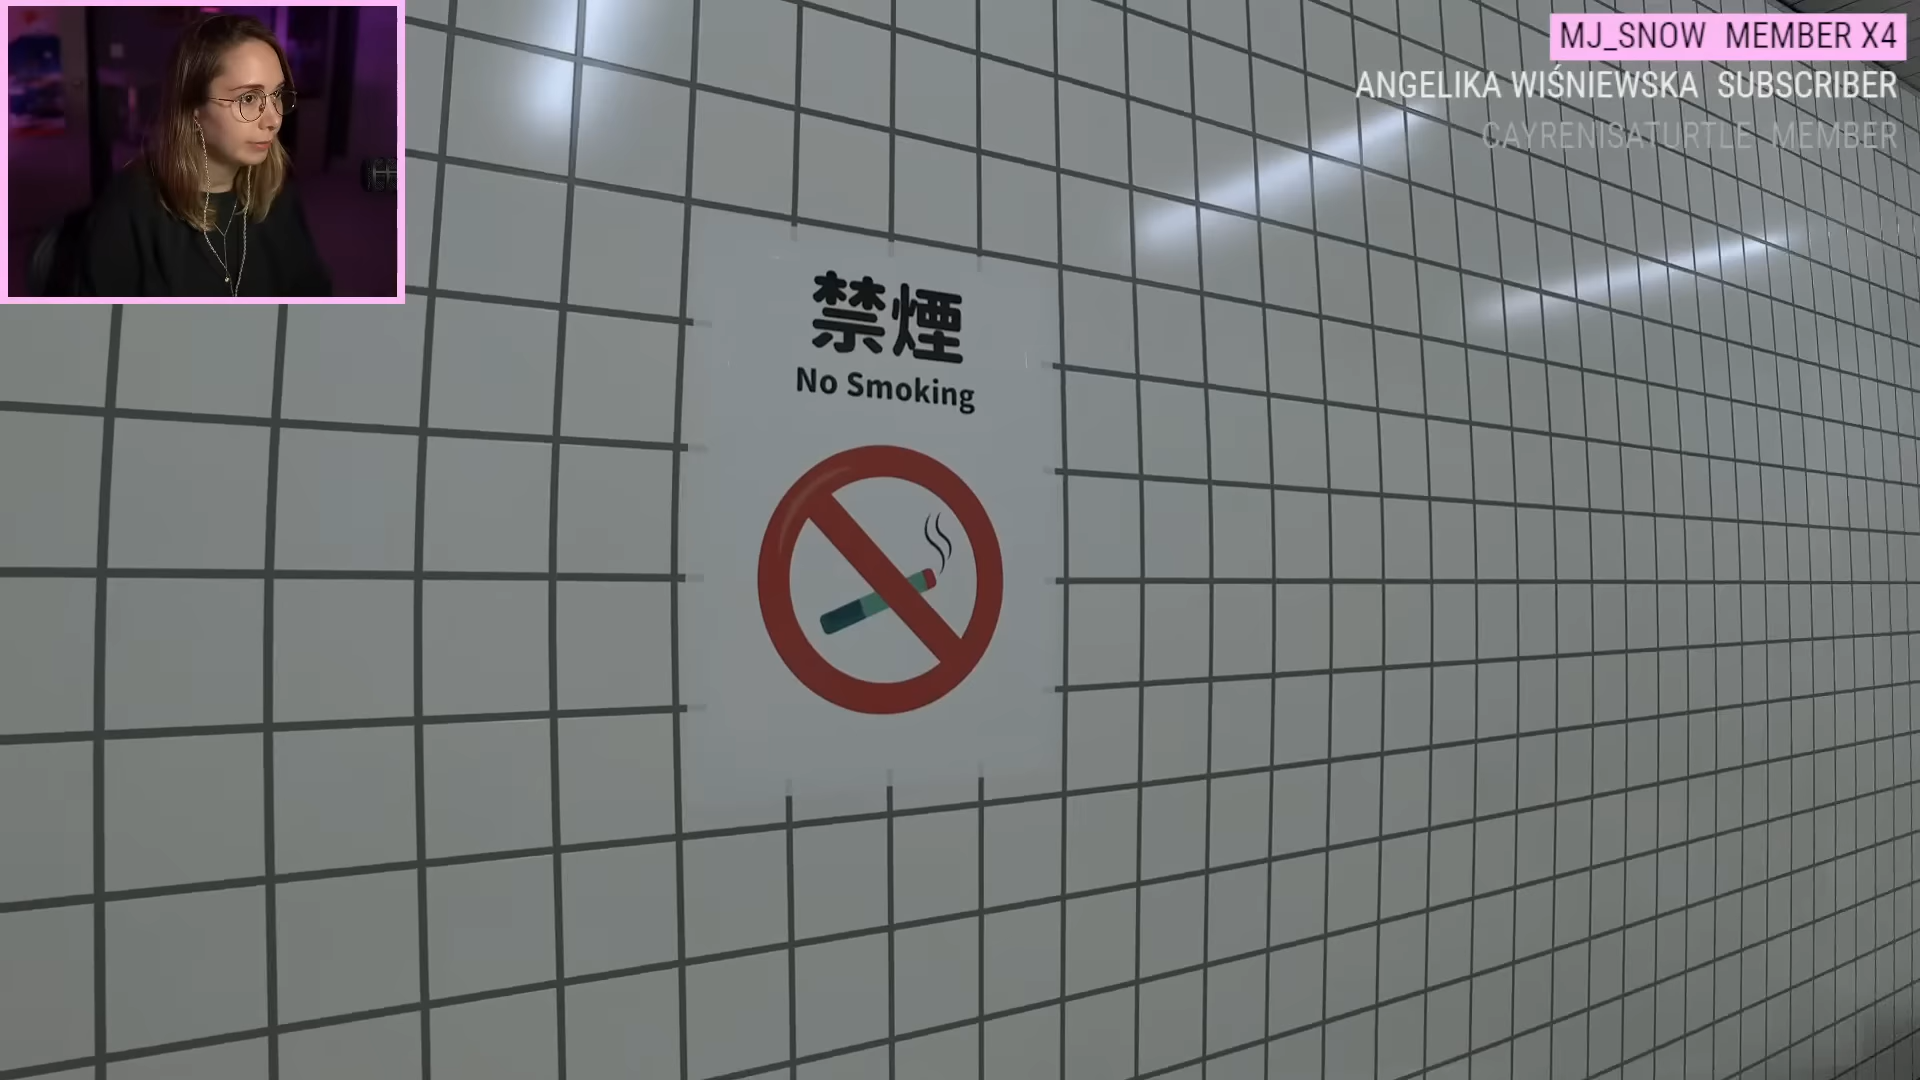 MJ_SNOW MEMBER X4
ANGELIKA WIŚNIEWSKA SUBSCRIBER
CAYRENISATURTLE MEMBER
禁煙
No Smoking